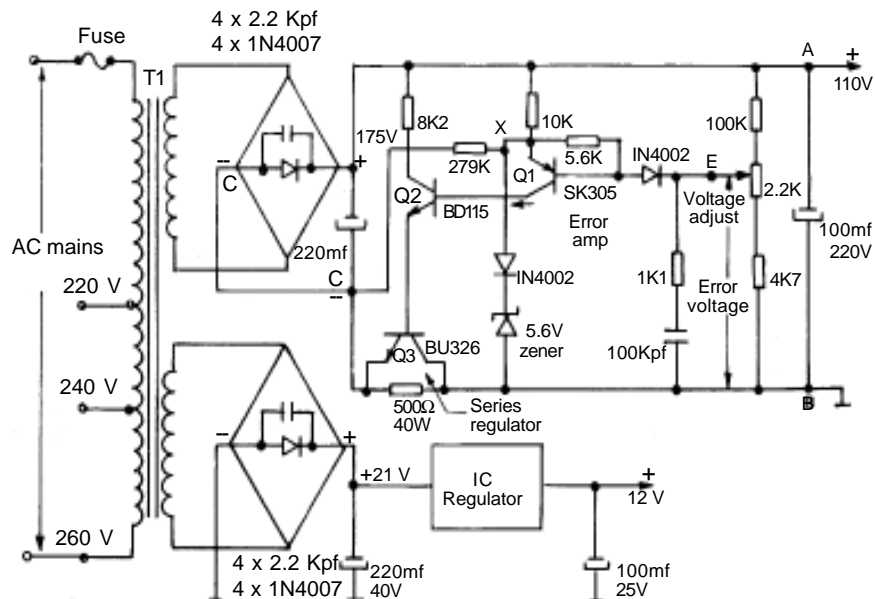 4 x 2.2 Kpf
4 x 1N4007
Fuse
T1
A
+
110V
8K2
10K
X
175V
+
--
C
279K
5.6K
Q1
IN4002
E
100K
2.2K
Q2
BD115
SK305
Error
amp
Voltage
adjust
220mf
AC mains
C
--
IN4002
1K1
Error
voltage
4K7
100mf
220V
220 V
5.6V
zener
100Kpf
Q3
BU326
240 V
500Ω
40W
Series
regulator
B
–
+
+21 V
IC
Regulator
+
12 V
260 V
4 x 2.2 Kpf
4 x 1N4007
220mf
40V
100mf
25V